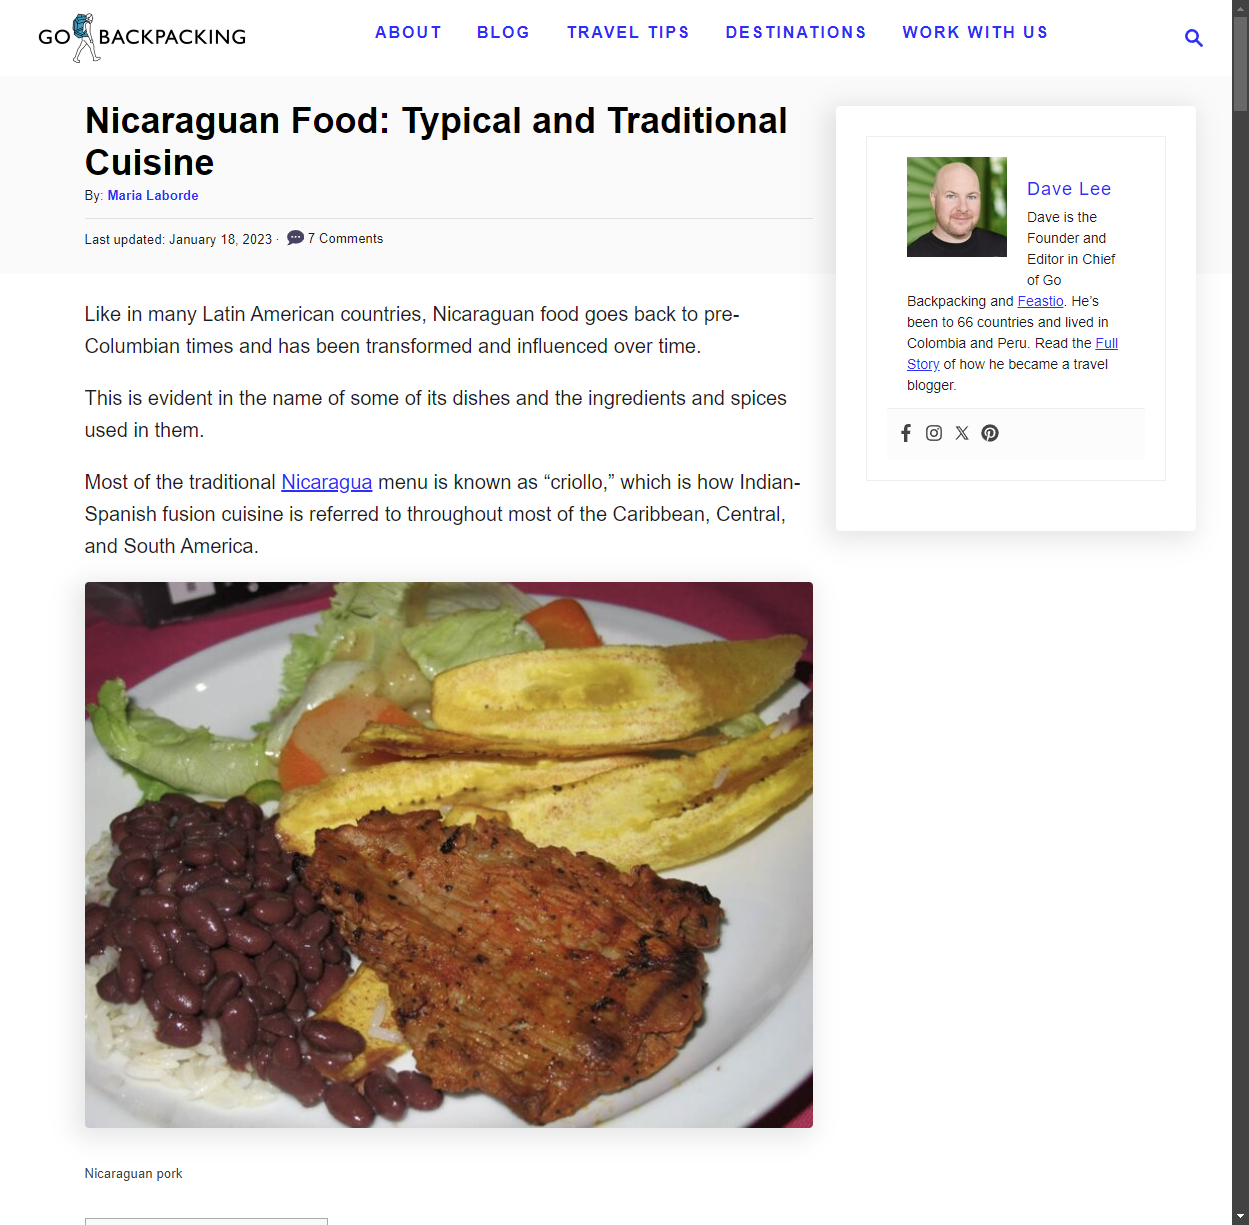 GO BACKPACKING
ABOUT BLOG TRAVEL TIPS DESTINATIONS WORK WITH US
Nicaraguan Food: Typical and Traditional
Cuisine
By: Maria Laborde
Last updated: January 18, 2023 · 7 Comments
Like in many Latin American countries, Nicaraguan food goes back to pre-
Columbian times and has been transformed and influenced over time.
This is evident in the name of some of its dishes and the ingredients and spices
used in them.
Most of the traditional Nicaragua menu is known as “criollo,” which is how Indian-
Spanish fusion cuisine is referred to throughout most of the Caribbean, Central,
and South America.
Nicaraguan pork
Dave Lee
Dave is the
Founder and
Editor in Chief
of Go
Backpacking and Feastio. He’s
been to 66 countries and lived in
Colombia and Peru. Read the Full
Story of how he became a travel
blogger.